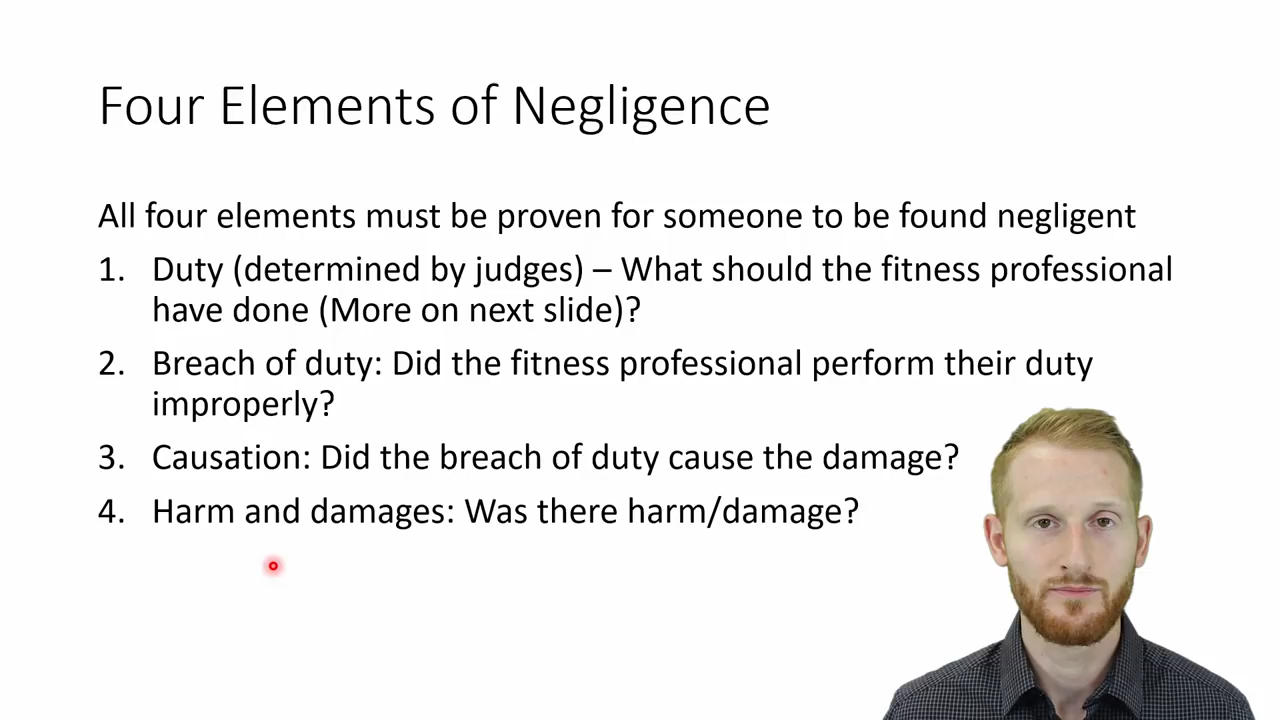 Four Elements of Negligence
All four elements must be proven for someone to be found negligent
1. Duty (determined by judges) – What should the fitness professional
have done (More on next slide)?
2. Breach of duty: Did the fitness professional perform their duty
improperly?
3. Causation: Did the breach of duty cause the damage?
4. Harm and damages: Was there harm/damage?